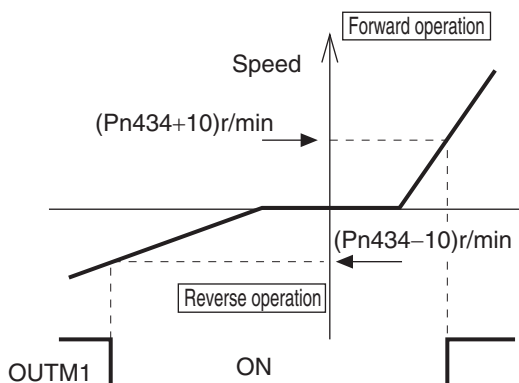 Forward operation
Speed
(Pn434+10)r/min
(Pn434−10)r/min
Reverse operation
OUTM1
ON